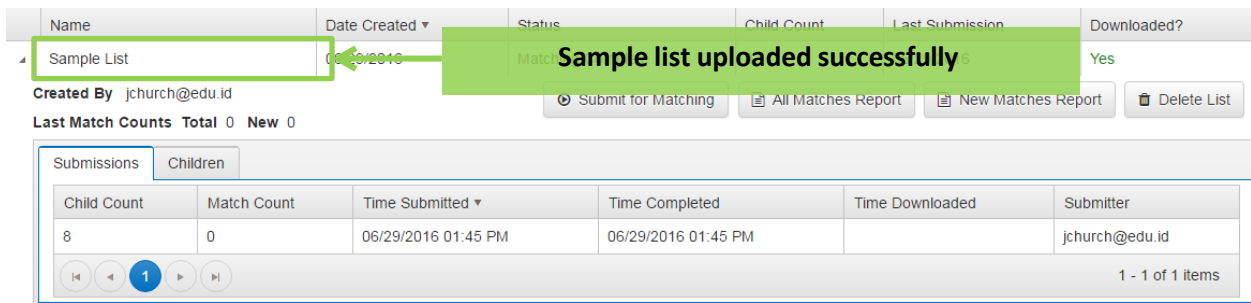 Name Date Created ▾ Status Child Count Last Submission Downloaded?
Sample List Sample list uploaded successfully Yes
Created By jchurch@edu.id Submit for Matching All Matches Report New Matches Report Delete List
Last Match Counts Total 0 New 0
Submissions Children
Child Count Match Count Time Submitted ▾ Time Completed Time Downloaded Submitter
8 0 06/29/2016 01:45 PM 06/29/2016 01:45 PM jchurch@edu.id
1 1 - 1 of 1 items